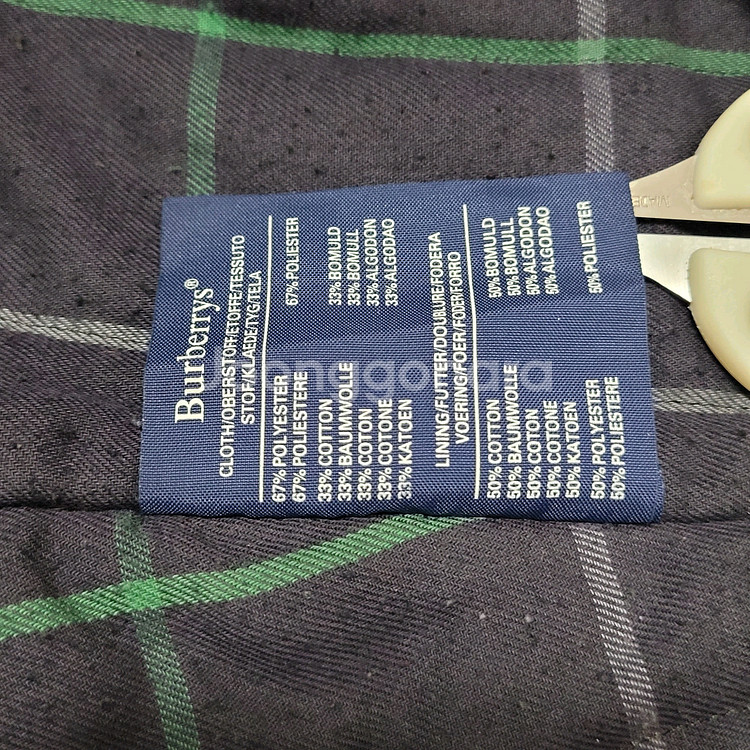 Burberrys®
CLOTH/OBERSTOFF/ETOFFE/TESSUTO
STOF/KLAEDE/TYG/TELA
67% POLYESTER 67% POLIESTER
67% POLIESTERE
33% COTTON 33% BOMULD
33% BAUMWOLLE 33% BOMULL
33% COTON 33% ALGODON
33% COTONE 33% ALGODAO
33% KATOEN
LINING/FUTTER/DOUBLURE/FODERA
VOERING/FOER/FODER/FORRO
50% COTTON 50% BOMULD
50% BAUMWOLLE 50% BOMULL
50% COTON 50% ALGODON
50% COTONE 50% ALGODAO
50% KATOEN
50% POLYESTER 50% POLIESTER
50% POLIESTERE